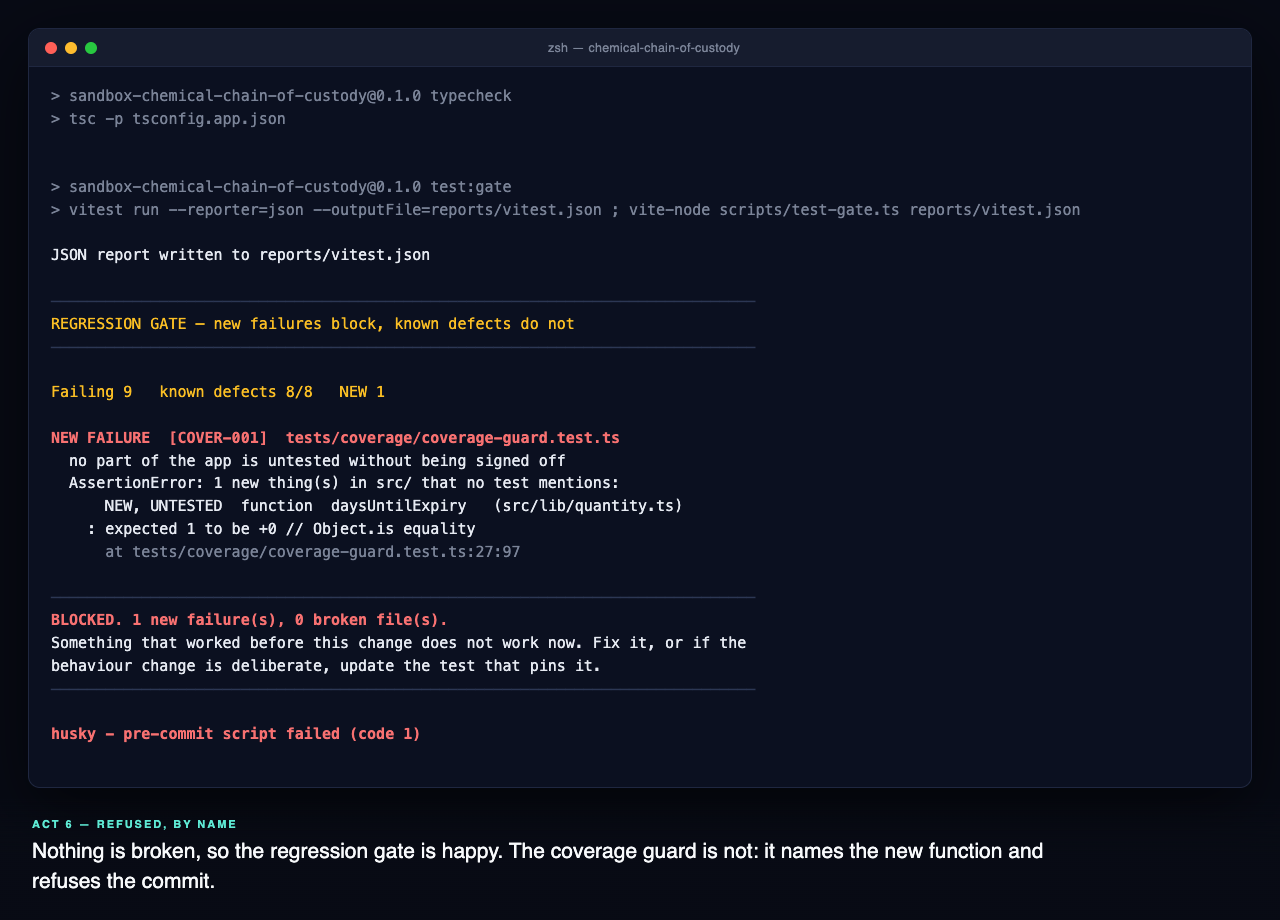 zsh — chemical-chain-of-custody
> sandbox-chemical-chain-of-custody@0.1.0 typecheck
> tsc -p tsconfig.app.json
> sandbox-chemical-chain-of-custody@0.1.0 test:gate
> vitest run --reporter=json --outputFile=reports/vitest.json ; vite-node scripts/test-gate.ts reports/vitest.json
JSON report written to reports/vitest.json
REGRESSION GATE — new failures block, known defects do not
Failing 9   known defects 8/8   NEW 1
NEW FAILURE  [COVER-001]  tests/coverage/coverage-guard.test.ts
no part of the app is untested without being signed off
AssertionError: 1 new thing(s) in src/ that no test mentions:
NEW, UNTESTED  function  daysUntilExpiry   (src/lib/quantity.ts)
: expected 1 to be +0 // Object.is equality
at tests/coverage/coverage-guard.test.ts:27:97
BLOCKED. 1 new failure(s), 0 broken file(s).
Something that worked before this change does not work now. Fix it, or if the
behaviour change is deliberate, update the test that pins it.
husky - pre-commit script failed (code 1)
ACT 6 — REFUSED, BY NAME
Nothing is broken, so the regression gate is happy. The coverage guard is not: it names the new function and
refuses the commit.